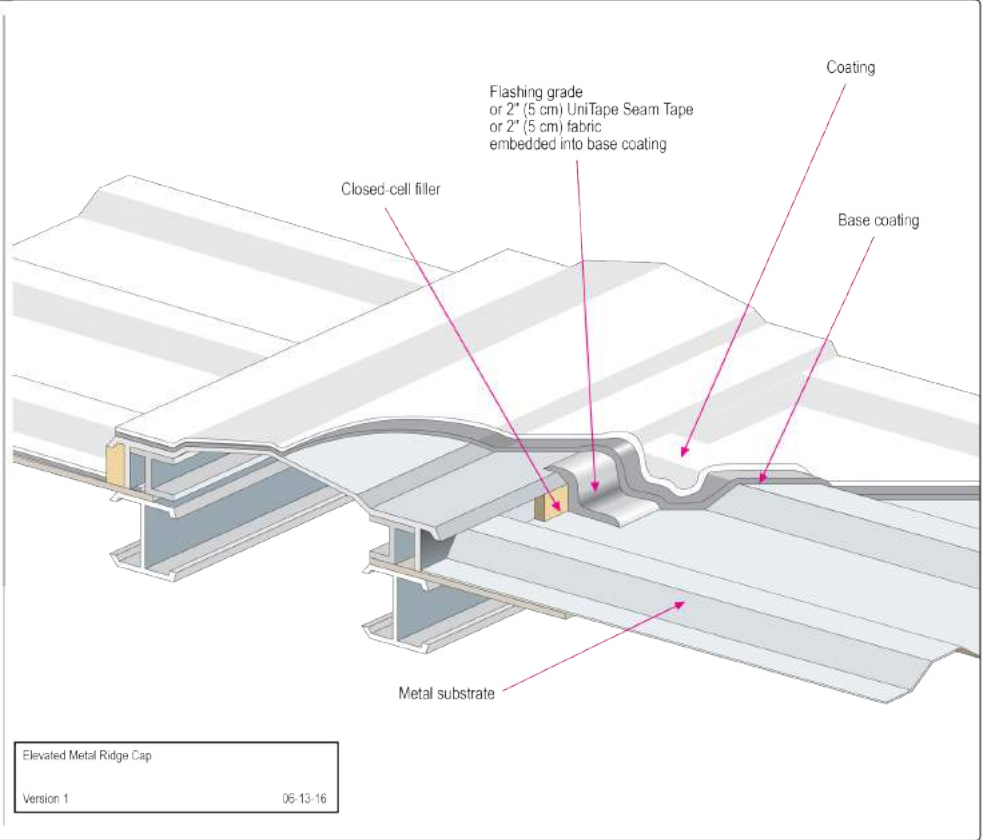 Coating
Flashing grade
or 2" (5 cm) UniTape Seam Tape
or 2" (5 cm) fabric
embedded into base coating
Closed-cell filler
Base coating
Metal substrate
Elevated Metal Ridge Cap
Version 1 06-13-16